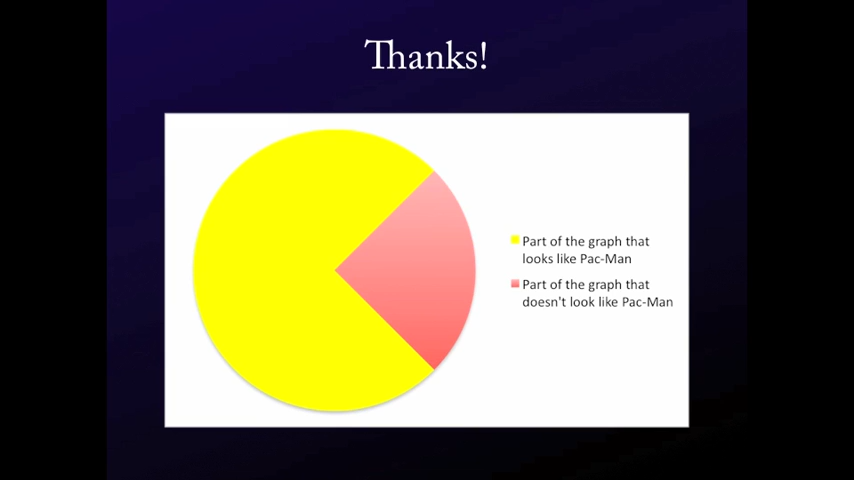 Thanks!
Part of the graph that
looks like Pac-Man
Part of the graph that
doesn't look like Pac-Man